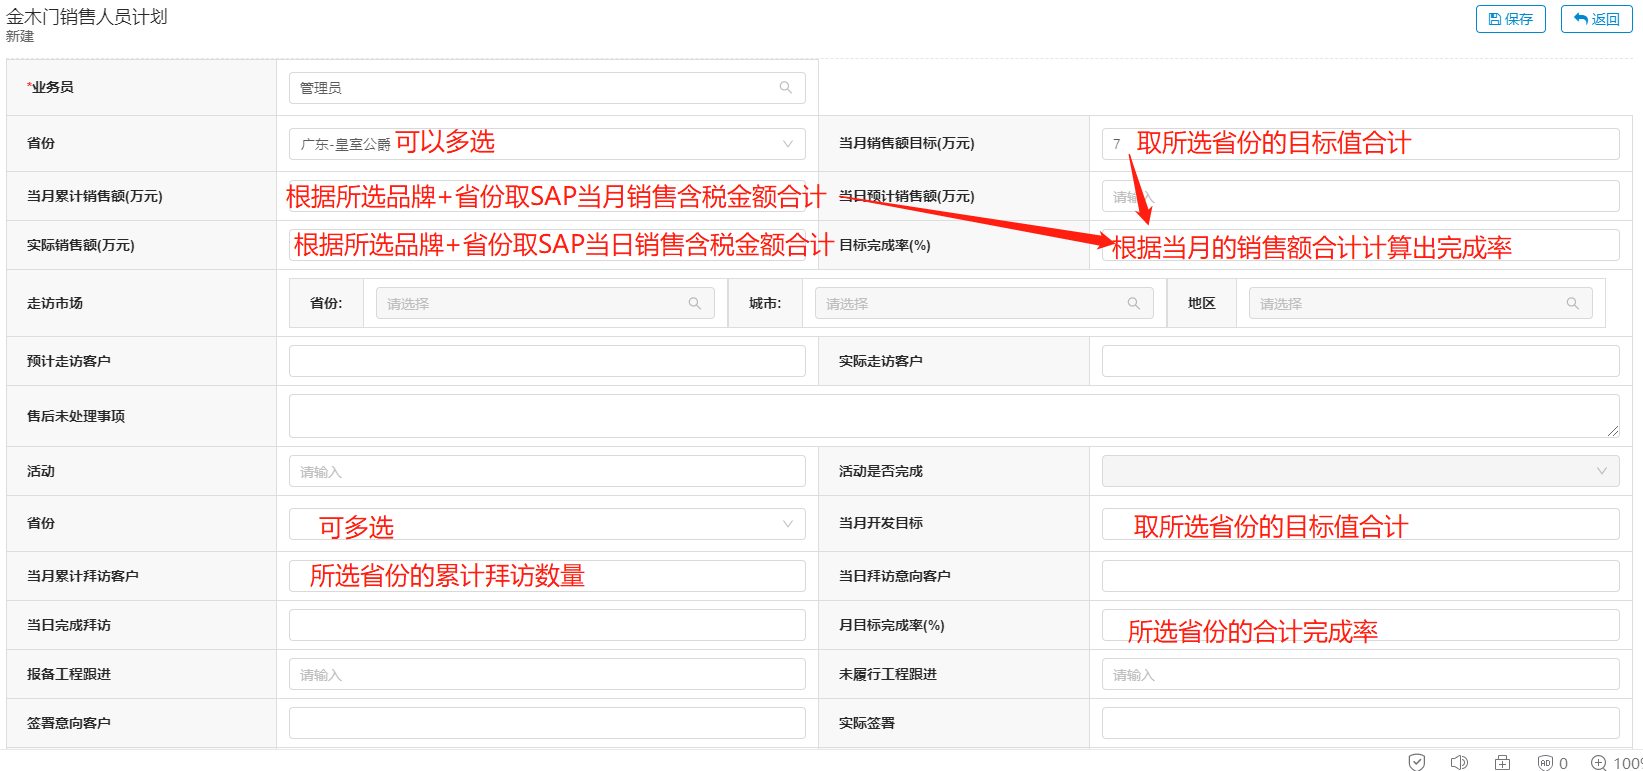 金木门销售人员计划
新建
保存
返回
*业务员
管理员
省份
广东-皇室公爵
可以多选
当月销售额目标(万元)
7
取所选省份的目标值合计
当月累计销售额(万元)
根据所选品牌+省份取SAP当月销售含税金额合计
当日预计销售额(万元)
实际销售额(万元)
根据所选品牌+省份取SAP当日销售含税金额合计
目标完成率(%)
根据当月的销售额合计计算出完成率
走访市场
省份:
请选择
城市:
请选择
地区
请选择
预计走访客户
实际走访客户
售后未处理事项
活动
请输入
活动是否完成
省份
可多选
当月开发目标
取所选省份的目标值合计
当月累计拜访客户
所选省份的累计拜访数量
当日拜访意向客户
当日完成拜访
月目标完成率(%)
所选省份的合计完成率
报备工程跟进
请输入
未履行工程跟进
请输入
签署意向客户
实际签署
AD 0
100%